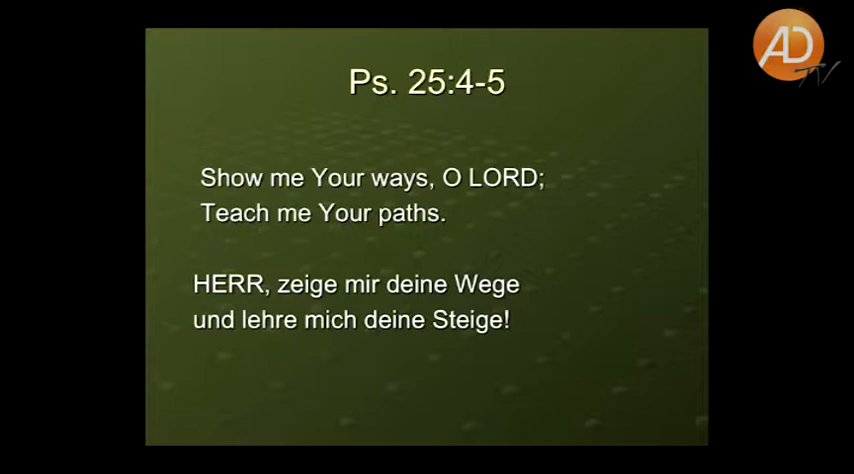 AD
TV
Ps. 25:4-5
Show me Your ways, O LORD;
Teach me Your paths.
HERR, zeige mir deine Wege
und lehre mich deine Steige!